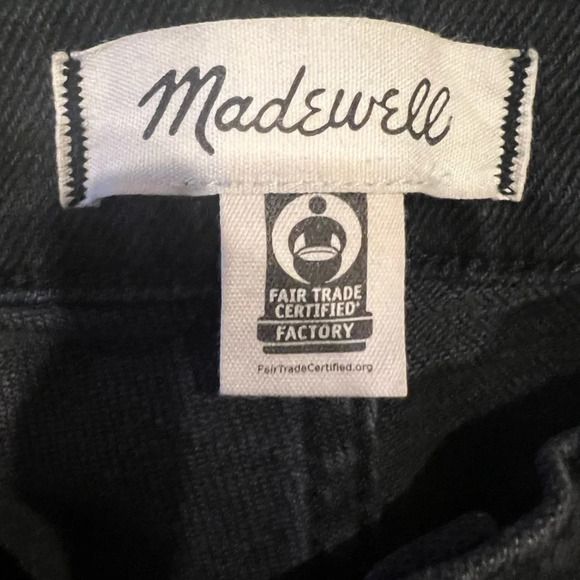 Madewell
FAIR TRADE
CERTIFIED
FACTORY
FairTradeCertified.org